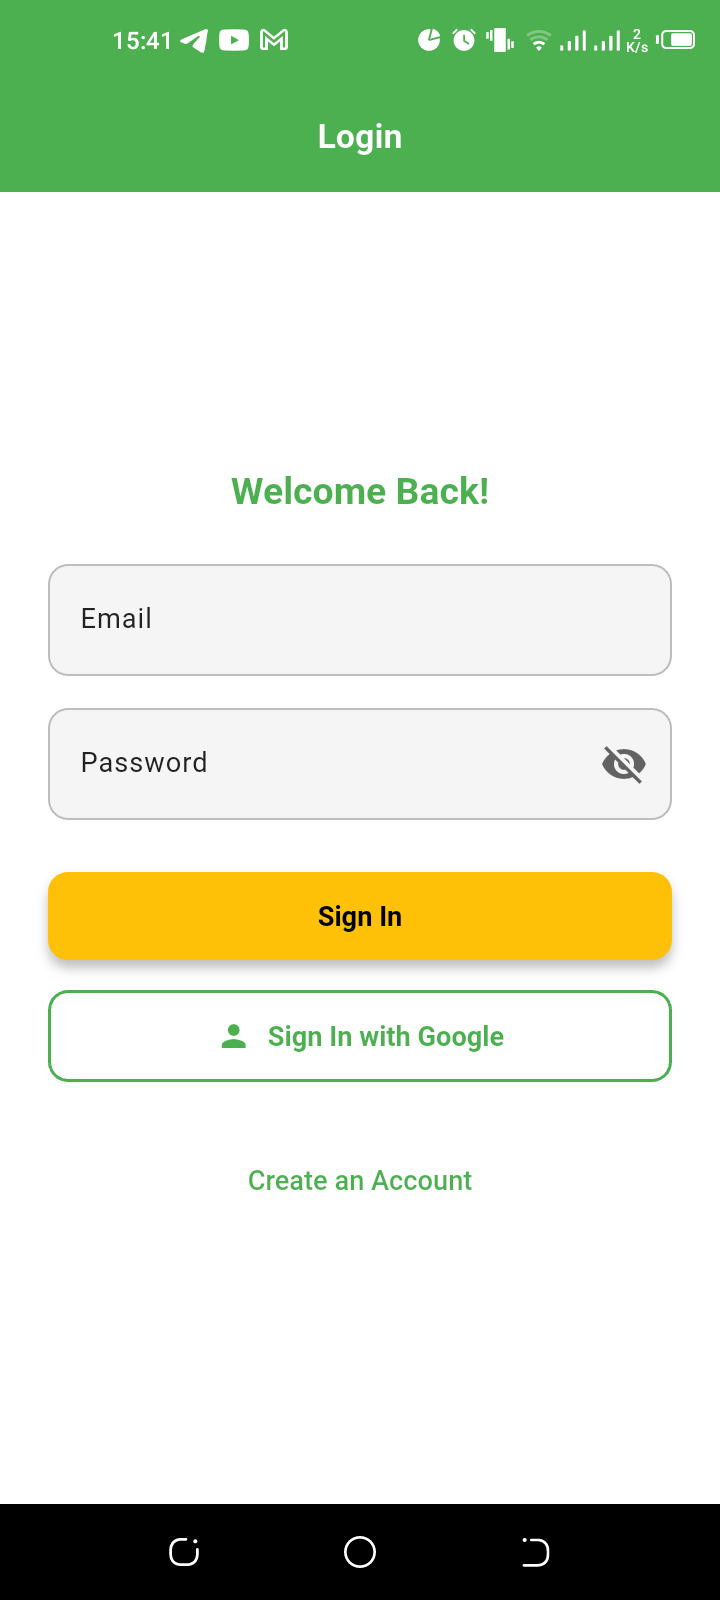 15:41
2
K/s
Login
Welcome Back!
Email
Password
Sign In
Sign In with Google
Create an Account